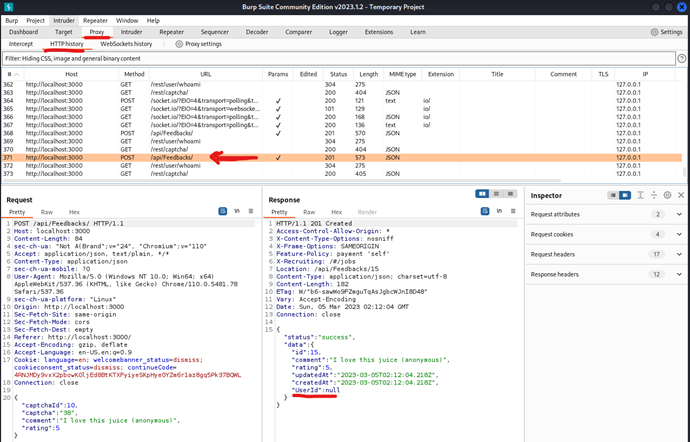 Burp Suite Community Edition v2023.1.2 - Temporary Project
Burp Project Intruder Repeater Window Help
Dashboard Target Proxy Intruder Repeater Sequencer Decoder Comparer Logger Extensions Learn Settings
Intercept HTTP history WebSockets history Proxy settings
Filter: Hiding CSS, image and general binary content
# Host Method URL Params Edited Status Length MIME type Extension Title Comment TLS IP
362 http://localhost:3000 GET /rest/user/whoami 304 275 127.0.0.1
363 http://localhost:3000 GET /rest/captcha/ 200 404 JSON 127.0.0.1
364 http://localhost:3000 POST /socket.io/?EIO=4&transport=polling&t... ✓ 200 121 text io/ 127.0.0.1
365 http://localhost:3000 GET /socket.io/?EIO=4&transport=websocke... ✓ 101 129 io/ 127.0.0.1
366 http://localhost:3000 GET /socket.io/?EIO=4&transport=polling&t... ✓ 200 168 JSON io/ 127.0.0.1
367 http://localhost:3000 GET /socket.io/?EIO=4&transport=polling&t... ✓ 200 136 text io/ 127.0.0.1
368 http://localhost:3000 POST /api/Feedbacks/ ✓ 201 570 JSON 127.0.0.1
369 http://localhost:3000 GET /rest/user/whoami 304 275 127.0.0.1
370 http://localhost:3000 GET /rest/captcha/ 200 404 JSON 127.0.0.1
371 http://localhost:3000 POST /api/Feedbacks/ ✓ 201 573 JSON 127.0.0.1
372 http://localhost:3000 GET /rest/user/whoami 304 275 127.0.0.1
373 http://localhost:3000 GET /rest/captcha/ 200 405 JSON 127.0.0.1
Request
Pretty Raw Hex
1 POST /api/Feedbacks/ HTTP/1.1
2 Host: localhost:3000
3 Content-Length: 84
4 sec-ch-ua: "Not A(Brand";v="24", "Chromium";v="110"
5 Accept: application/json, text/plain, */*
6 Content-Type: application/json
7 sec-ch-ua-mobile: ?0
8 User-Agent: Mozilla/5.0 (Windows NT 10.0; Win64; x64)
AppleWebKit/537.36 (KHTML, like Gecko) Chrome/110.0.5481.78
Safari/537.36
9 sec-ch-ua-platform: "Linux"
10 Origin: http://localhost:3000
11 Sec-Fetch-Site: same-origin
12 Sec-Fetch-Mode: cors
13 Sec-Fetch-Dest: empty
14 Referer: http://localhost:3000/
15 Accept-Encoding: gzip, deflate
16 Accept-Language: en-US,en;q=0.9
17 Cookie: language=en; welcomebanner_status=dismiss;
cookieconsent_status=dismiss; continueCode=
18 Connection: close
19
20 {
"captchaId":10,
"captcha":"38",
"comment":"I love this juice (anonymous)",
"rating":5
}
Response
Pretty Raw Hex Render
1 HTTP/1.1 201 Created
2 Access-Control-Allow-Origin: *
3 X-Content-Type-Options: nosniff
4 X-Frame-Options: SAMEORIGIN
5 Feature-Policy: payment 'self'
6 X-Recruiting: /#/jobs
7 Location: /api/Feedbacks/15
8 Content-Type: application/json; charset=utf-8
9 Content-Length: 182
11 Vary: Accept-Encoding
12 Date: Sun, 05 Mar 2023 02:12:04 GMT
13 Connection: close
14
15 {
"status":"success",
"data":{
"id":15,
"comment":"I love this juice (anonymous)",
"rating":5,
"updatedAt":"2023-03-05T02:12:04.218Z",
"createdAt":"2023-03-05T02:12:04.218Z",
"UserId":null
}
}
Inspector
Request attributes 2
Request cookies 4
Request headers 17
Response headers 12